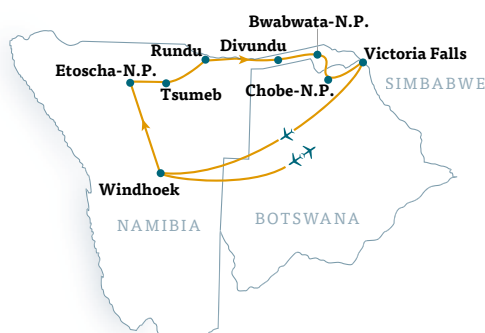 Bwabwata-N.P.
Rundu
Divundu
Victoria Falls
Etoscha-N.P.
Tsumeb
Chobe-N.P.
SIMBABWE
Windhoek
NAMIBIA
BOTSWANA